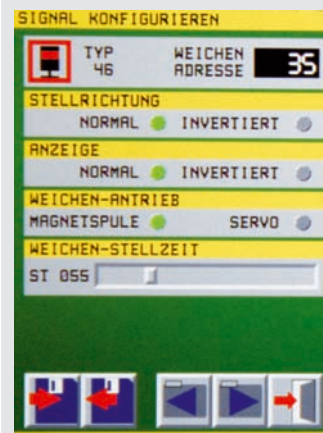 SIGNAL KONFIGURIEREN
TYP WEICHEN
46 ADRESSE 35
STELLRICHTUNG
NORMAL INVERTIERT
ANZEIGE
NORMAL INVERTIERT
WEICHEN-ANTRIEB
MAGNETSPULE SERVO
WEICHEN-STELLZEIT
ST 055